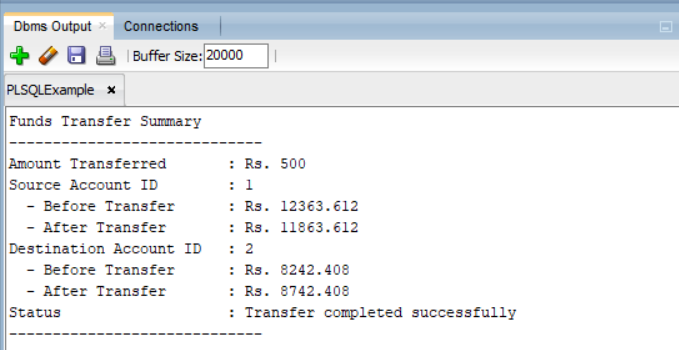 Dbms Output × Connections
Buffer Size: 20000
PLSQLExample ×
Funds Transfer Summary
-----------------------------
Amount Transferred : Rs. 500
Source Account ID : 1
- Before Transfer : Rs. 12363.612
- After Transfer : Rs. 11863.612
Destination Account ID : 2
- Before Transfer : Rs. 8242.408
- After Transfer : Rs. 8742.408
Status : Transfer completed successfully
-----------------------------